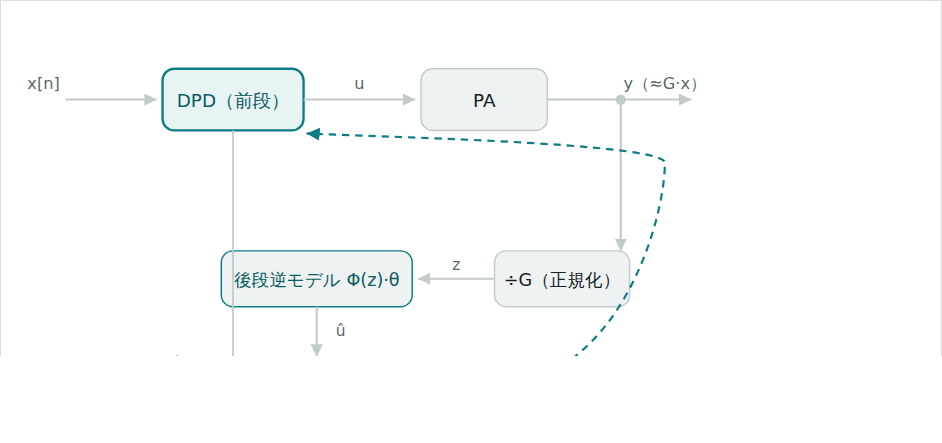 x[n]
DPD（前段）
u
PA
y（≈G·x）
後段逆モデル Φ(z)·θ
z
÷G（正規化）
û